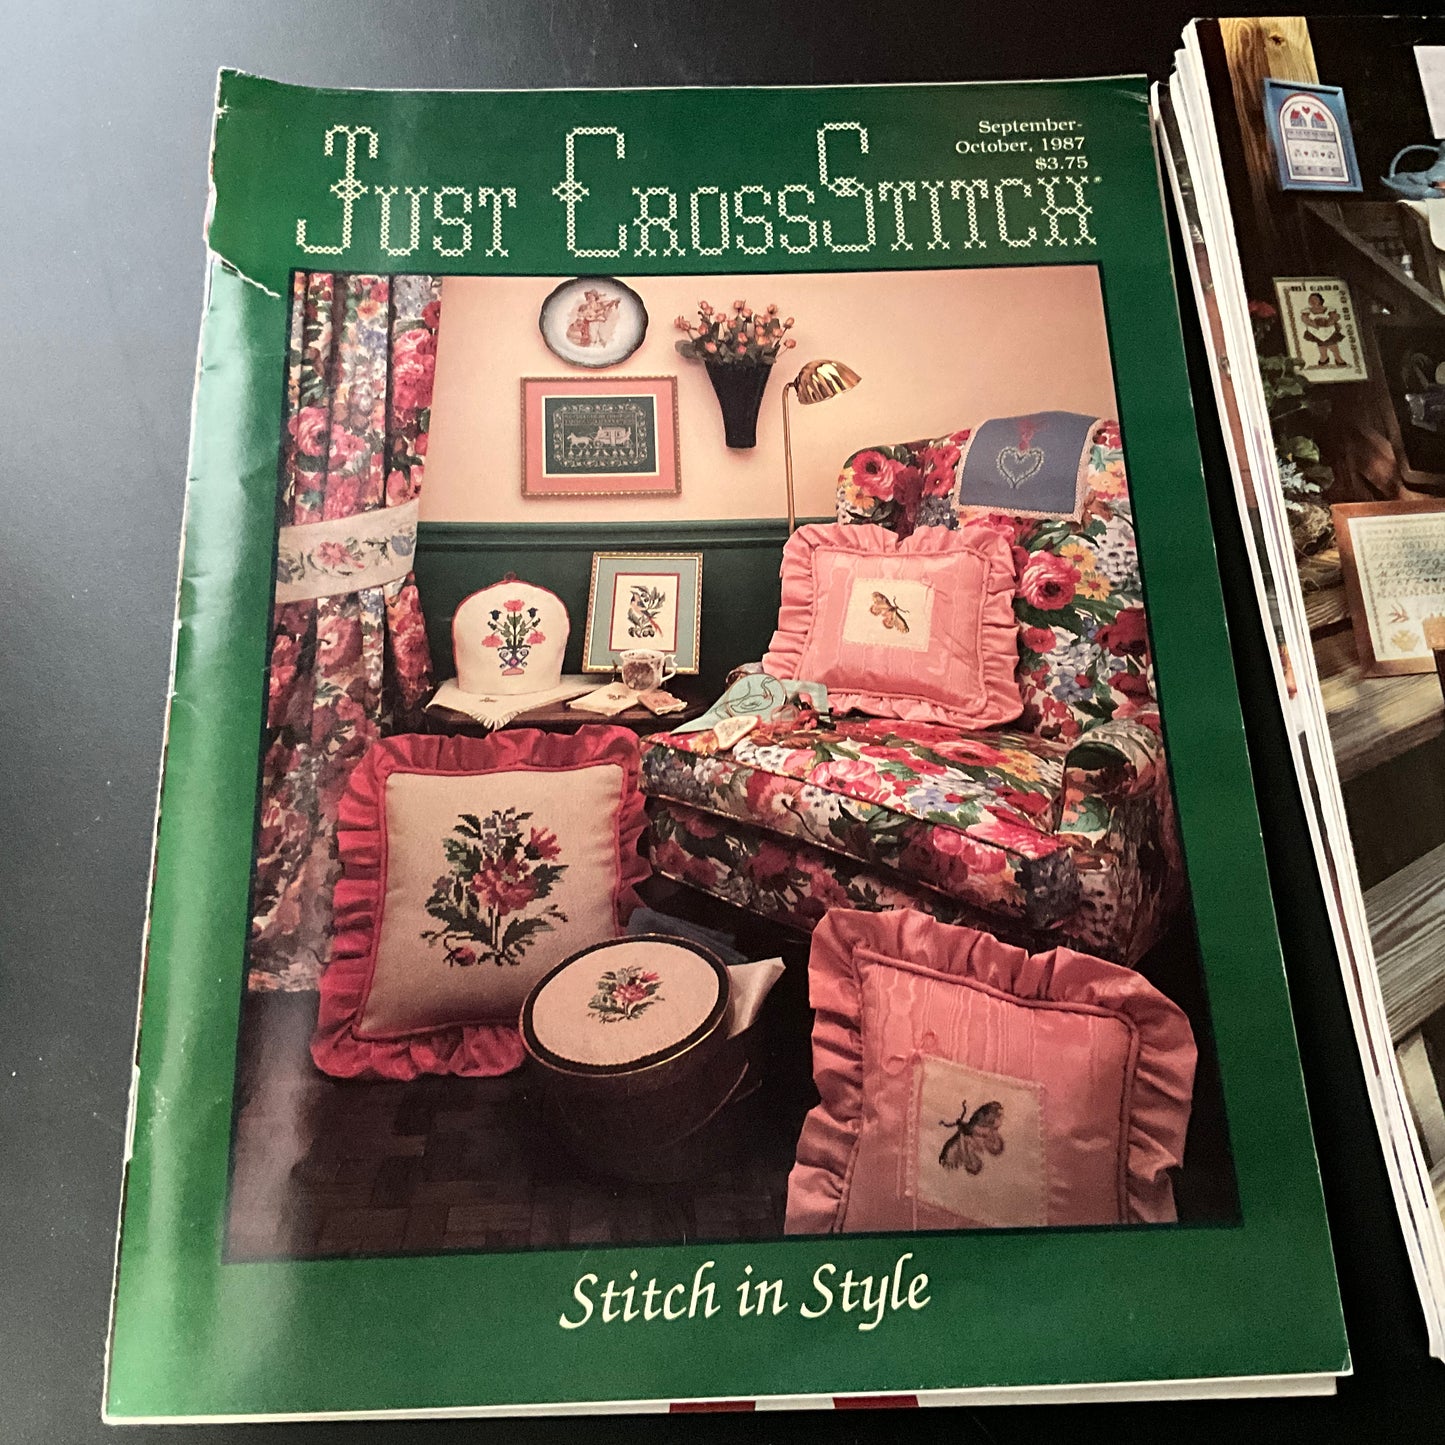 September-
October, 1987
$3.75
Just CrossStitch®
Stitch in Style